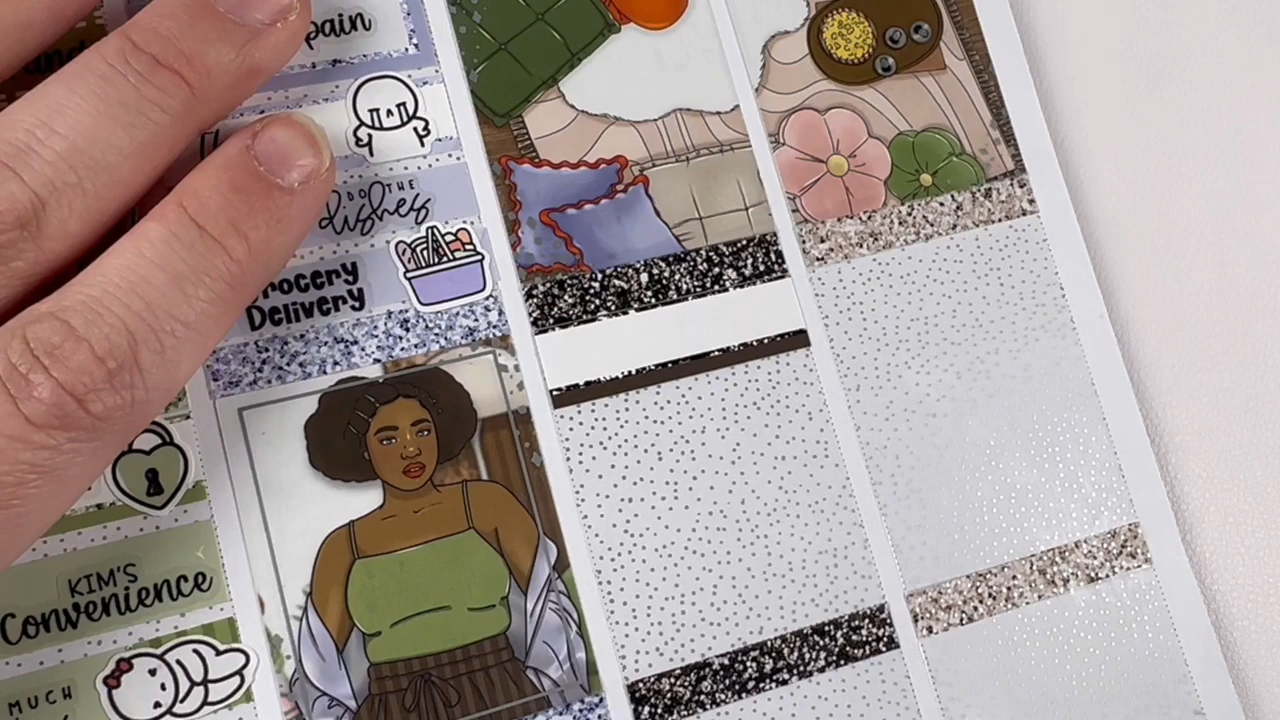 pain
DO THE
dishes
Grocery
Delivery
KIM'S
Convenience
MUCH